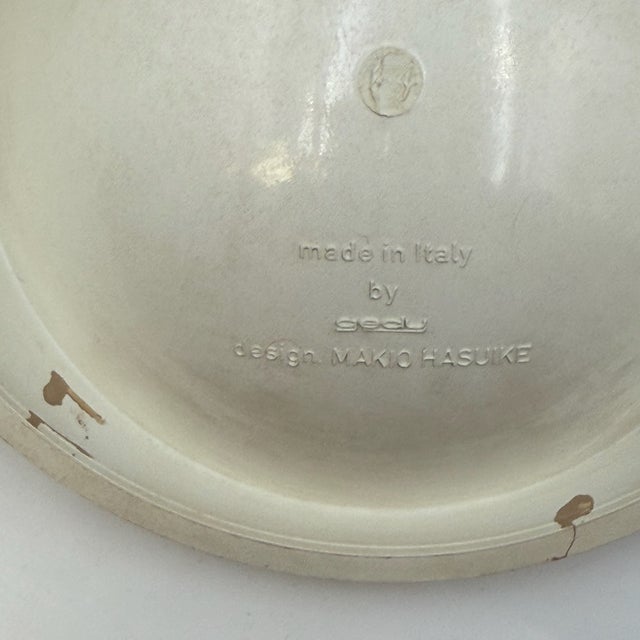 made in Italy
by
gedy
design. MAKIO HASUIKE